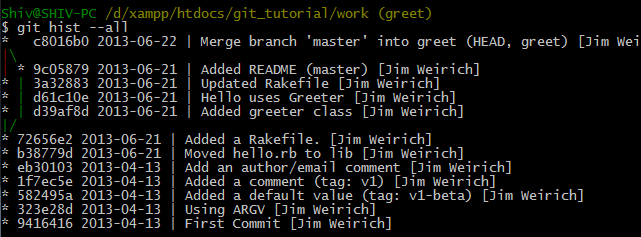 Shiv@SHIV-PC /d/xampp/htdocs/git_tutorial/work (greet)
$ git hist --all
*   c8016b0 2013-06-22 | Merge branch 'master' into greet (HEAD, greet) [Jim Wei
|\
| * 9c05879 2013-06-21 | Added README (master) [Jim Weirich]
* | 3a32883 2013-06-21 | Updated Rakefile [Jim Weirich]
* | d61c10e 2013-06-21 | Hello uses Greeter [Jim Weirich]
* | d39af8d 2013-06-21 | Added greeter class [Jim Weirich]
|/
* 72656e2 2013-06-21 | Added a Rakefile. [Jim Weirich]
* b38779d 2013-06-21 | Moved hello.rb to lib [Jim Weirich]
* eb30103 2013-04-13 | Add an author/email comment [Jim Weirich]
* 1f7ec5e 2013-04-13 | Added a comment (tag: v1) [Jim Weirich]
* 582495a 2013-04-13 | Added a default value (tag: v1-beta) [Jim Weirich]
* 323e28d 2013-04-13 | Using ARGV [Jim Weirich]
* 9416416 2013-04-13 | First Commit [Jim Weirich]